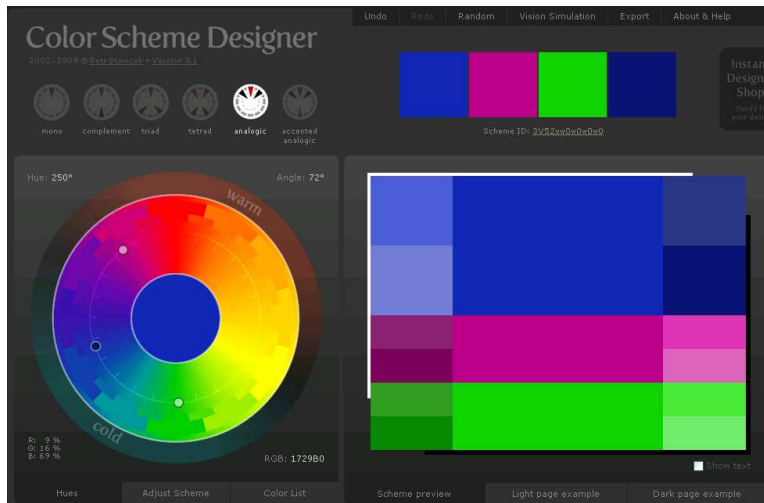 Undo Redo Random Vision Simulation Export About & Help
Color Scheme Designer
2002–2009 © Petr Stanicek • Version 3.1
mono complement triad tetrad analogic accented
analogic
Scheme ID: 3V52vw0w0w0w0
Instan
Design
Shop
Goods f
your desi
Hue: 250° Angle: 72°
warm
cold
R: 9 %
G: 16 %
B: 69 %
RGB: 1729B0
Show text
Hues Adjust Scheme Color List
Scheme preview Light page example Dark page example